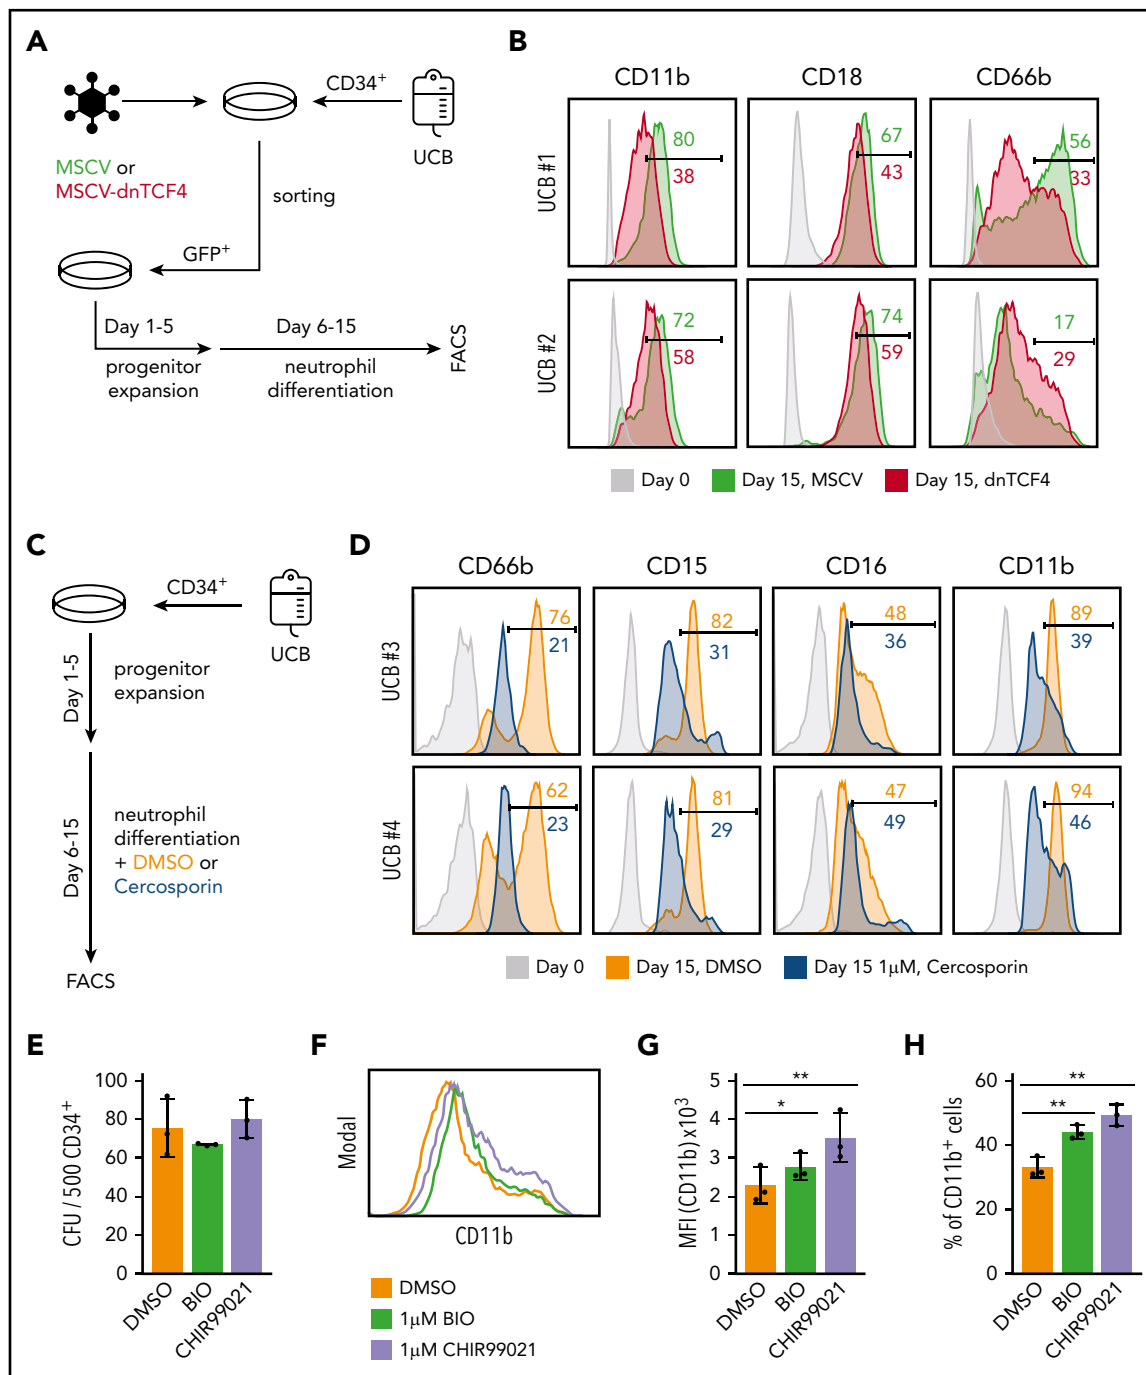 A
CD34+
UCB
MSCV or
MSCV-dnTCF4
sorting
GFP+
Day 1-5
progenitor
expansion
Day 6-15
neutrophil
differentiation
FACS
B
CD11b
CD18
CD66b
UCB #1
80
38
67
43
56
33
UCB #2
72
58
74
59
17
29
Day 0
Day 15, MSCV
Day 15, dnTCF4
C
CD34+
UCB
Day 1-5
progenitor
expansion
Day 6-15
neutrophil
differentiation
+ DMSO or
Cercosporin
FACS
D
CD66b
CD15
CD16
CD11b
UCB #3
76
21
82
31
48
36
89
39
UCB #4
62
23
81
29
47
49
94
46
Day 0
Day 15, DMSO
Day 15 1μM, Cercosporin
E
CFU / 500 CD34+
100
80
60
40
20
0
DMSO
BIO
CHIR99021
F
Modal
CD11b
DMSO
1μM BIO
1μM CHIR99021
G
MFI (CD11b) x10³
5
4
3
2
1
0
**
*
DMSO
BIO
CHIR99021
H
% of CD11b+ cells
60
40
20
0
**
**
DMSO
BIO
CHIR99021